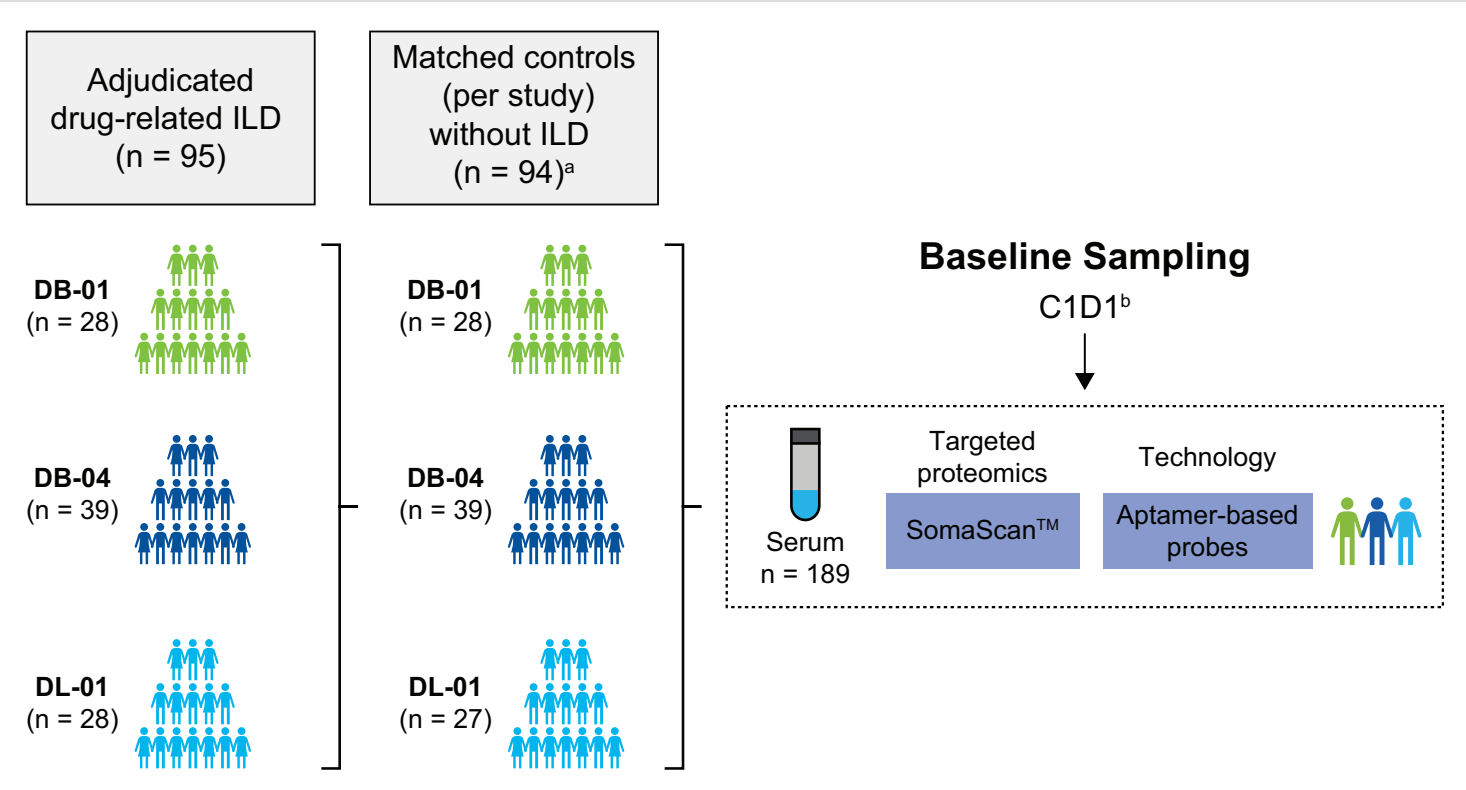 Adjudicated
drug-related ILD
(n = 95)
Matched controls
(per study)
without ILD
(n = 94)ᵃ
DB-01
(n = 28)
DB-04
(n = 39)
DL-01
(n = 28)
DB-01
(n = 28)
DB-04
(n = 39)
DL-01
(n = 27)
Baseline Sampling
C1D1ᵇ
Serum
n = 189
Targeted
proteomics
SomaScan™
Technology
Aptamer-based
probes